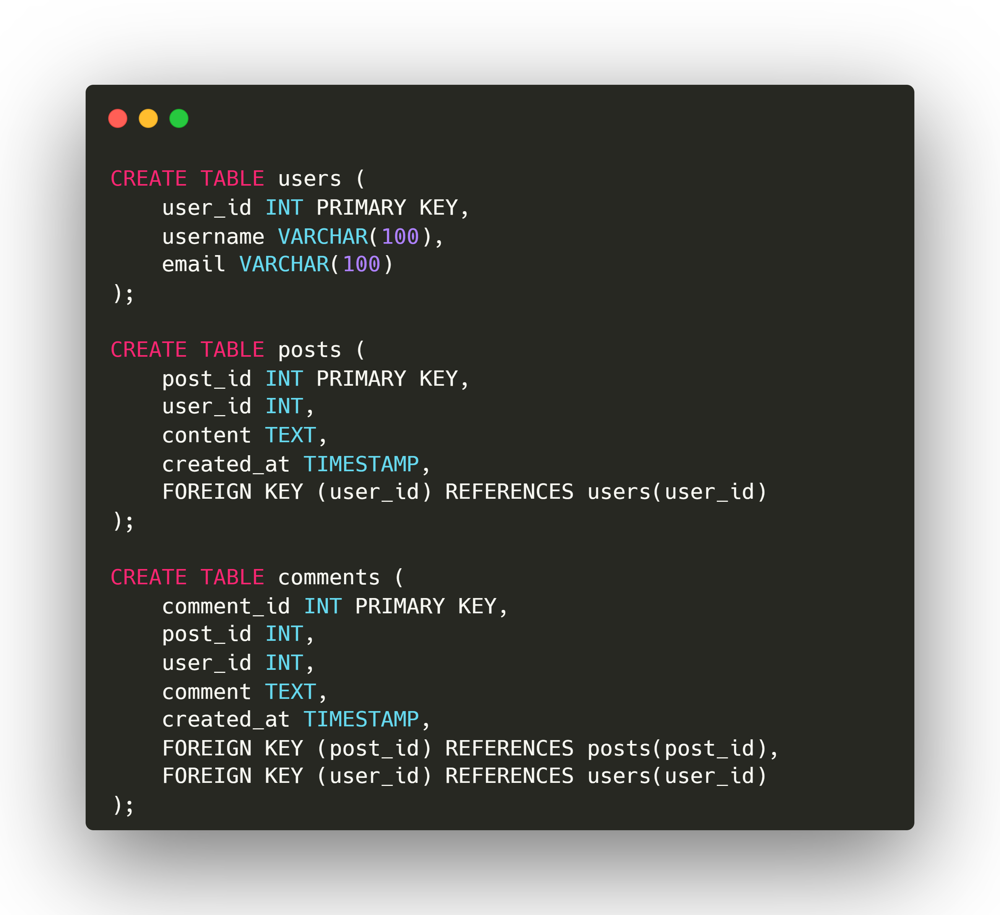 CREATE TABLE users (
    user_id INT PRIMARY KEY,
    username VARCHAR(100),
    email VARCHAR(100)
);

CREATE TABLE posts (
    post_id INT PRIMARY KEY,
    user_id INT,
    content TEXT,
    created_at TIMESTAMP,
    FOREIGN KEY (user_id) REFERENCES users(user_id)
);

CREATE TABLE comments (
    comment_id INT PRIMARY KEY,
    post_id INT,
    user_id INT,
    comment TEXT,
    created_at TIMESTAMP,
    FOREIGN KEY (post_id) REFERENCES posts(post_id),
    FOREIGN KEY (user_id) REFERENCES users(user_id)
);